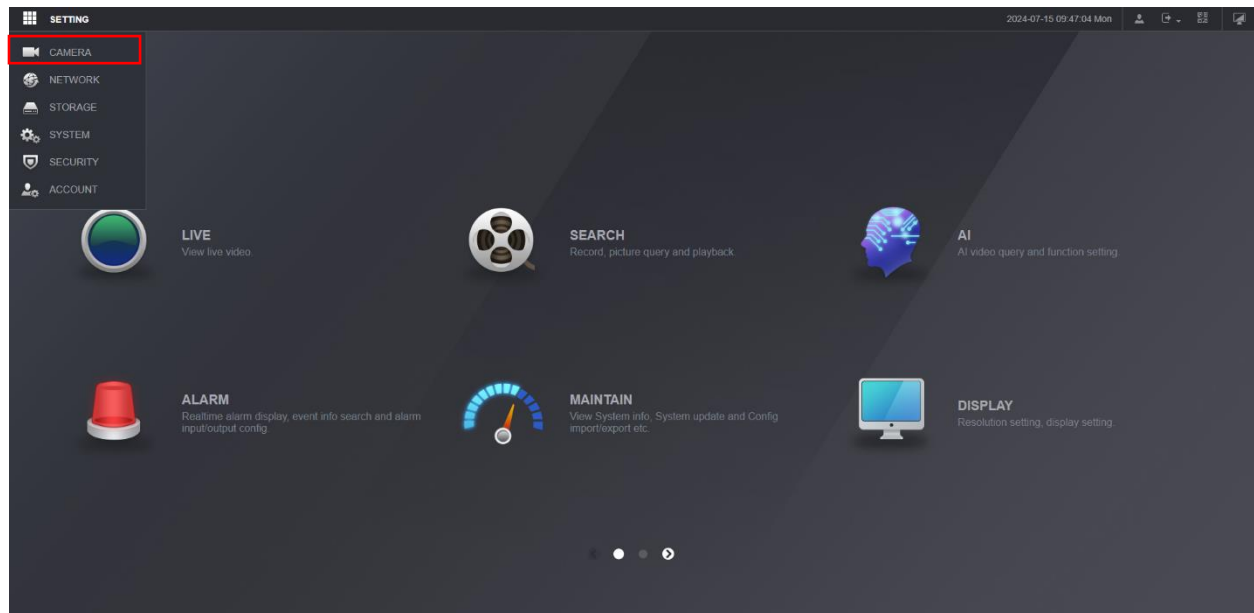 SETTING
2024-07-15 09:47:04 Mon
CAMERA
NETWORK
STORAGE
SYSTEM
SECURITY
ACCOUNT
LIVE
View live video.
SEARCH
Record, picture query and playback.
AI
AI video query and function setting.
ALARM
Realtime alarm display, event info search and alarm
input/output config.
MAINTAIN
View System info, System update and Config
import/export etc.
DISPLAY
Resolution setting, display setting.